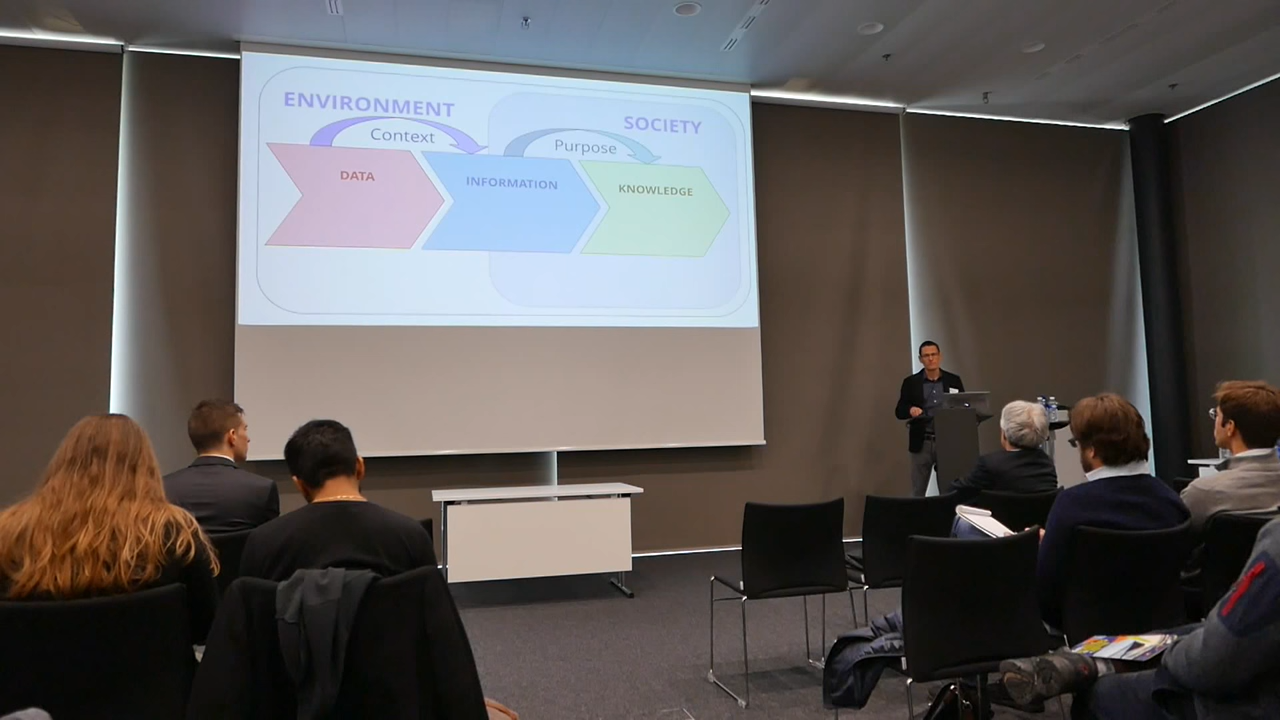 ENVIRONMENT
SOCIETY
Context
Purpose
DATA
INFORMATION
KNOWLEDGE